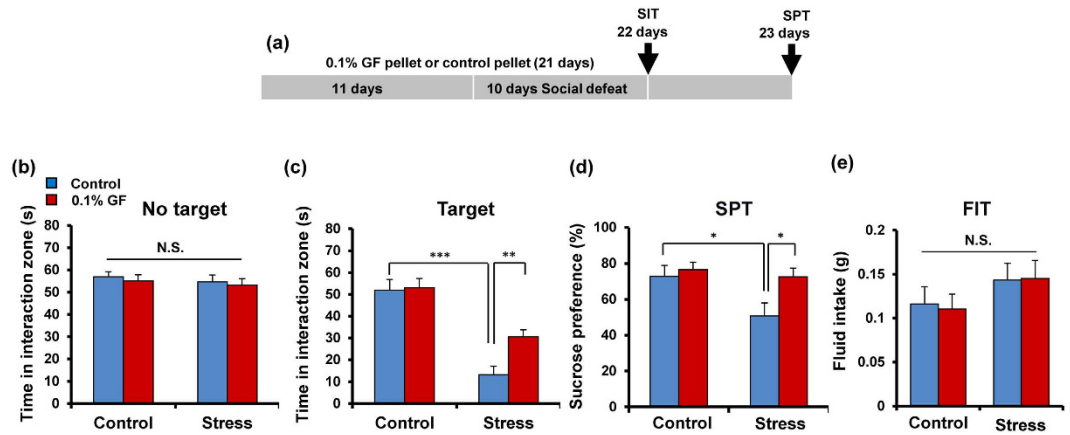 (a)
SIT
22 days
SPT
23 days
0.1% GF pellet or control pellet (21 days)
11 days
10 days Social defeat
(b)
Control
0.1% GF
No target
Time in interaction zone (s)
80
70
60
50
40
30
20
10
0
N.S.
Control
Stress
(c)
Target
Time in interaction zone (s)
80
70
60
50
40
30
20
10
0
***
**
Control
Stress
(d)
SPT
Sucrose preference (%)
100
80
60
40
20
0
*
*
Control
Stress
(e)
FIT
Fluid intake (g)
0.2
0.15
0.1
0.05
0
N.S.
Control
Stress